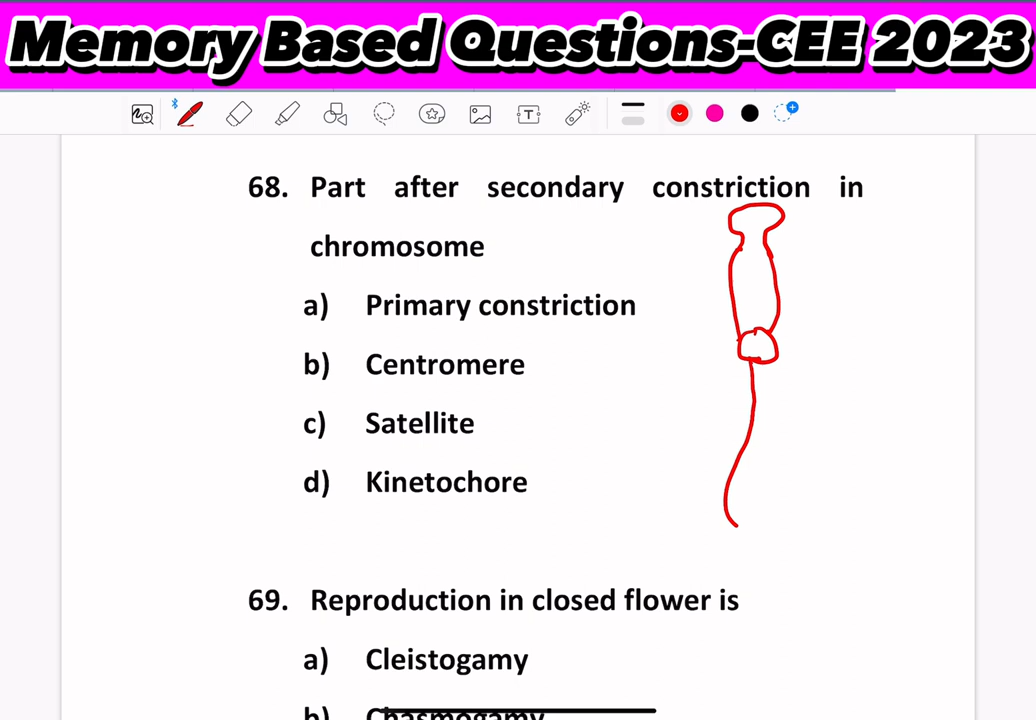 Memory Based Questions-CEE 2023
68. Part after secondary constriction in
chromosome
a) Primary constriction
b) Centromere
c) Satellite
d) Kinetochore
69. Reproduction in closed flower is
a) Cleistogamy
b) Chasmogamy